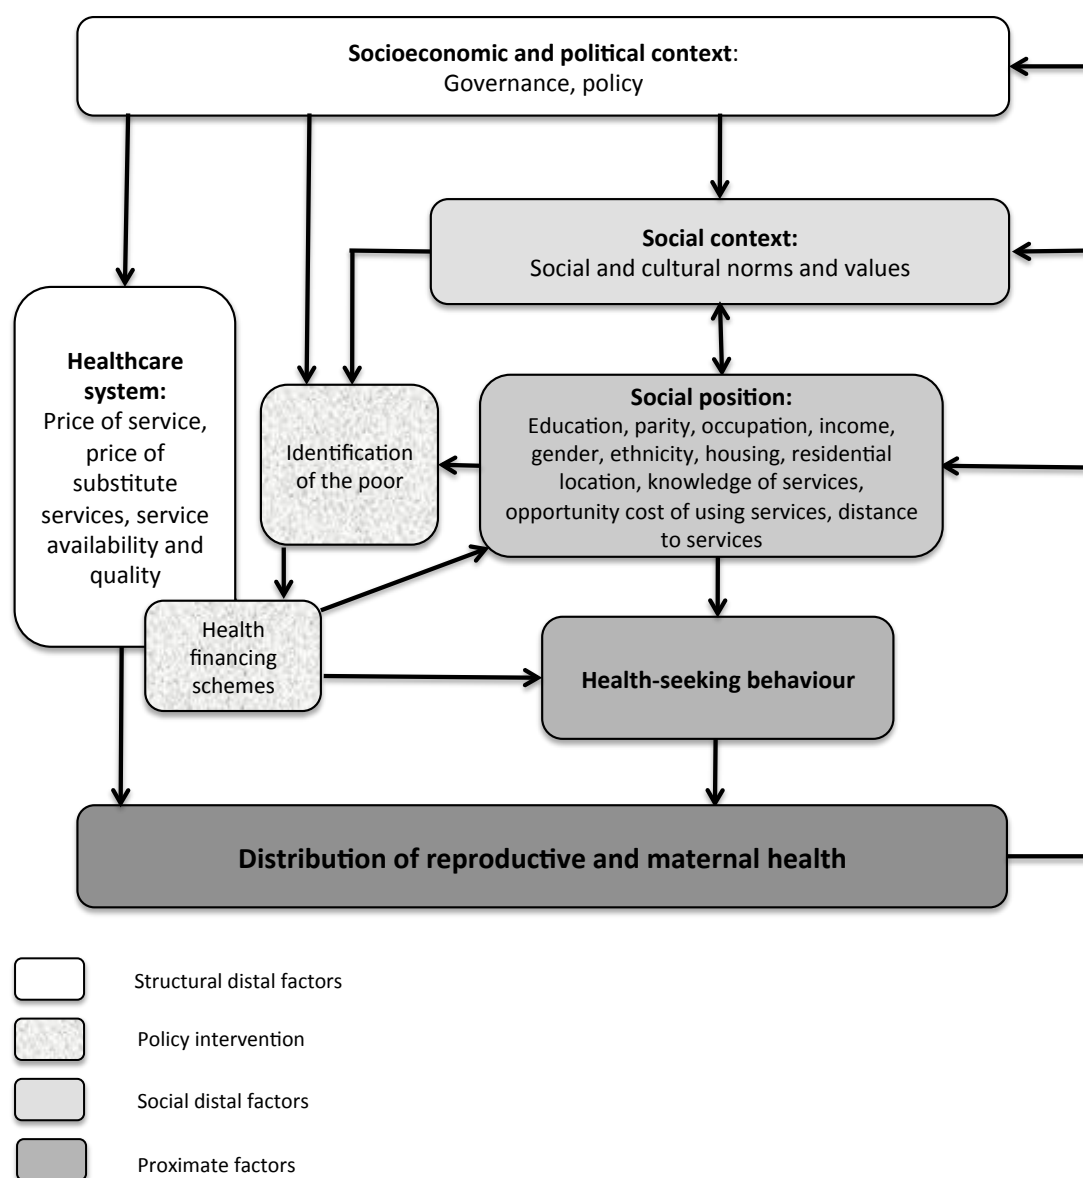 Socioeconomic and political context:
Governance, policy
Social context:
Social and cultural norms and values
Healthcare
system:
Price of service,
price of
substitute
services, service
availability and
quality
Identification
of the poor
Social position:
Education, parity, occupation, income,
gender, ethnicity, housing, residential
location, knowledge of services,
opportunity cost of using services, distance
to services
Health
financing
schemes
Health-seeking behaviour
Distribution of reproductive and maternal health
Structural distal factors
Policy intervention
Social distal factors
Proximate factors